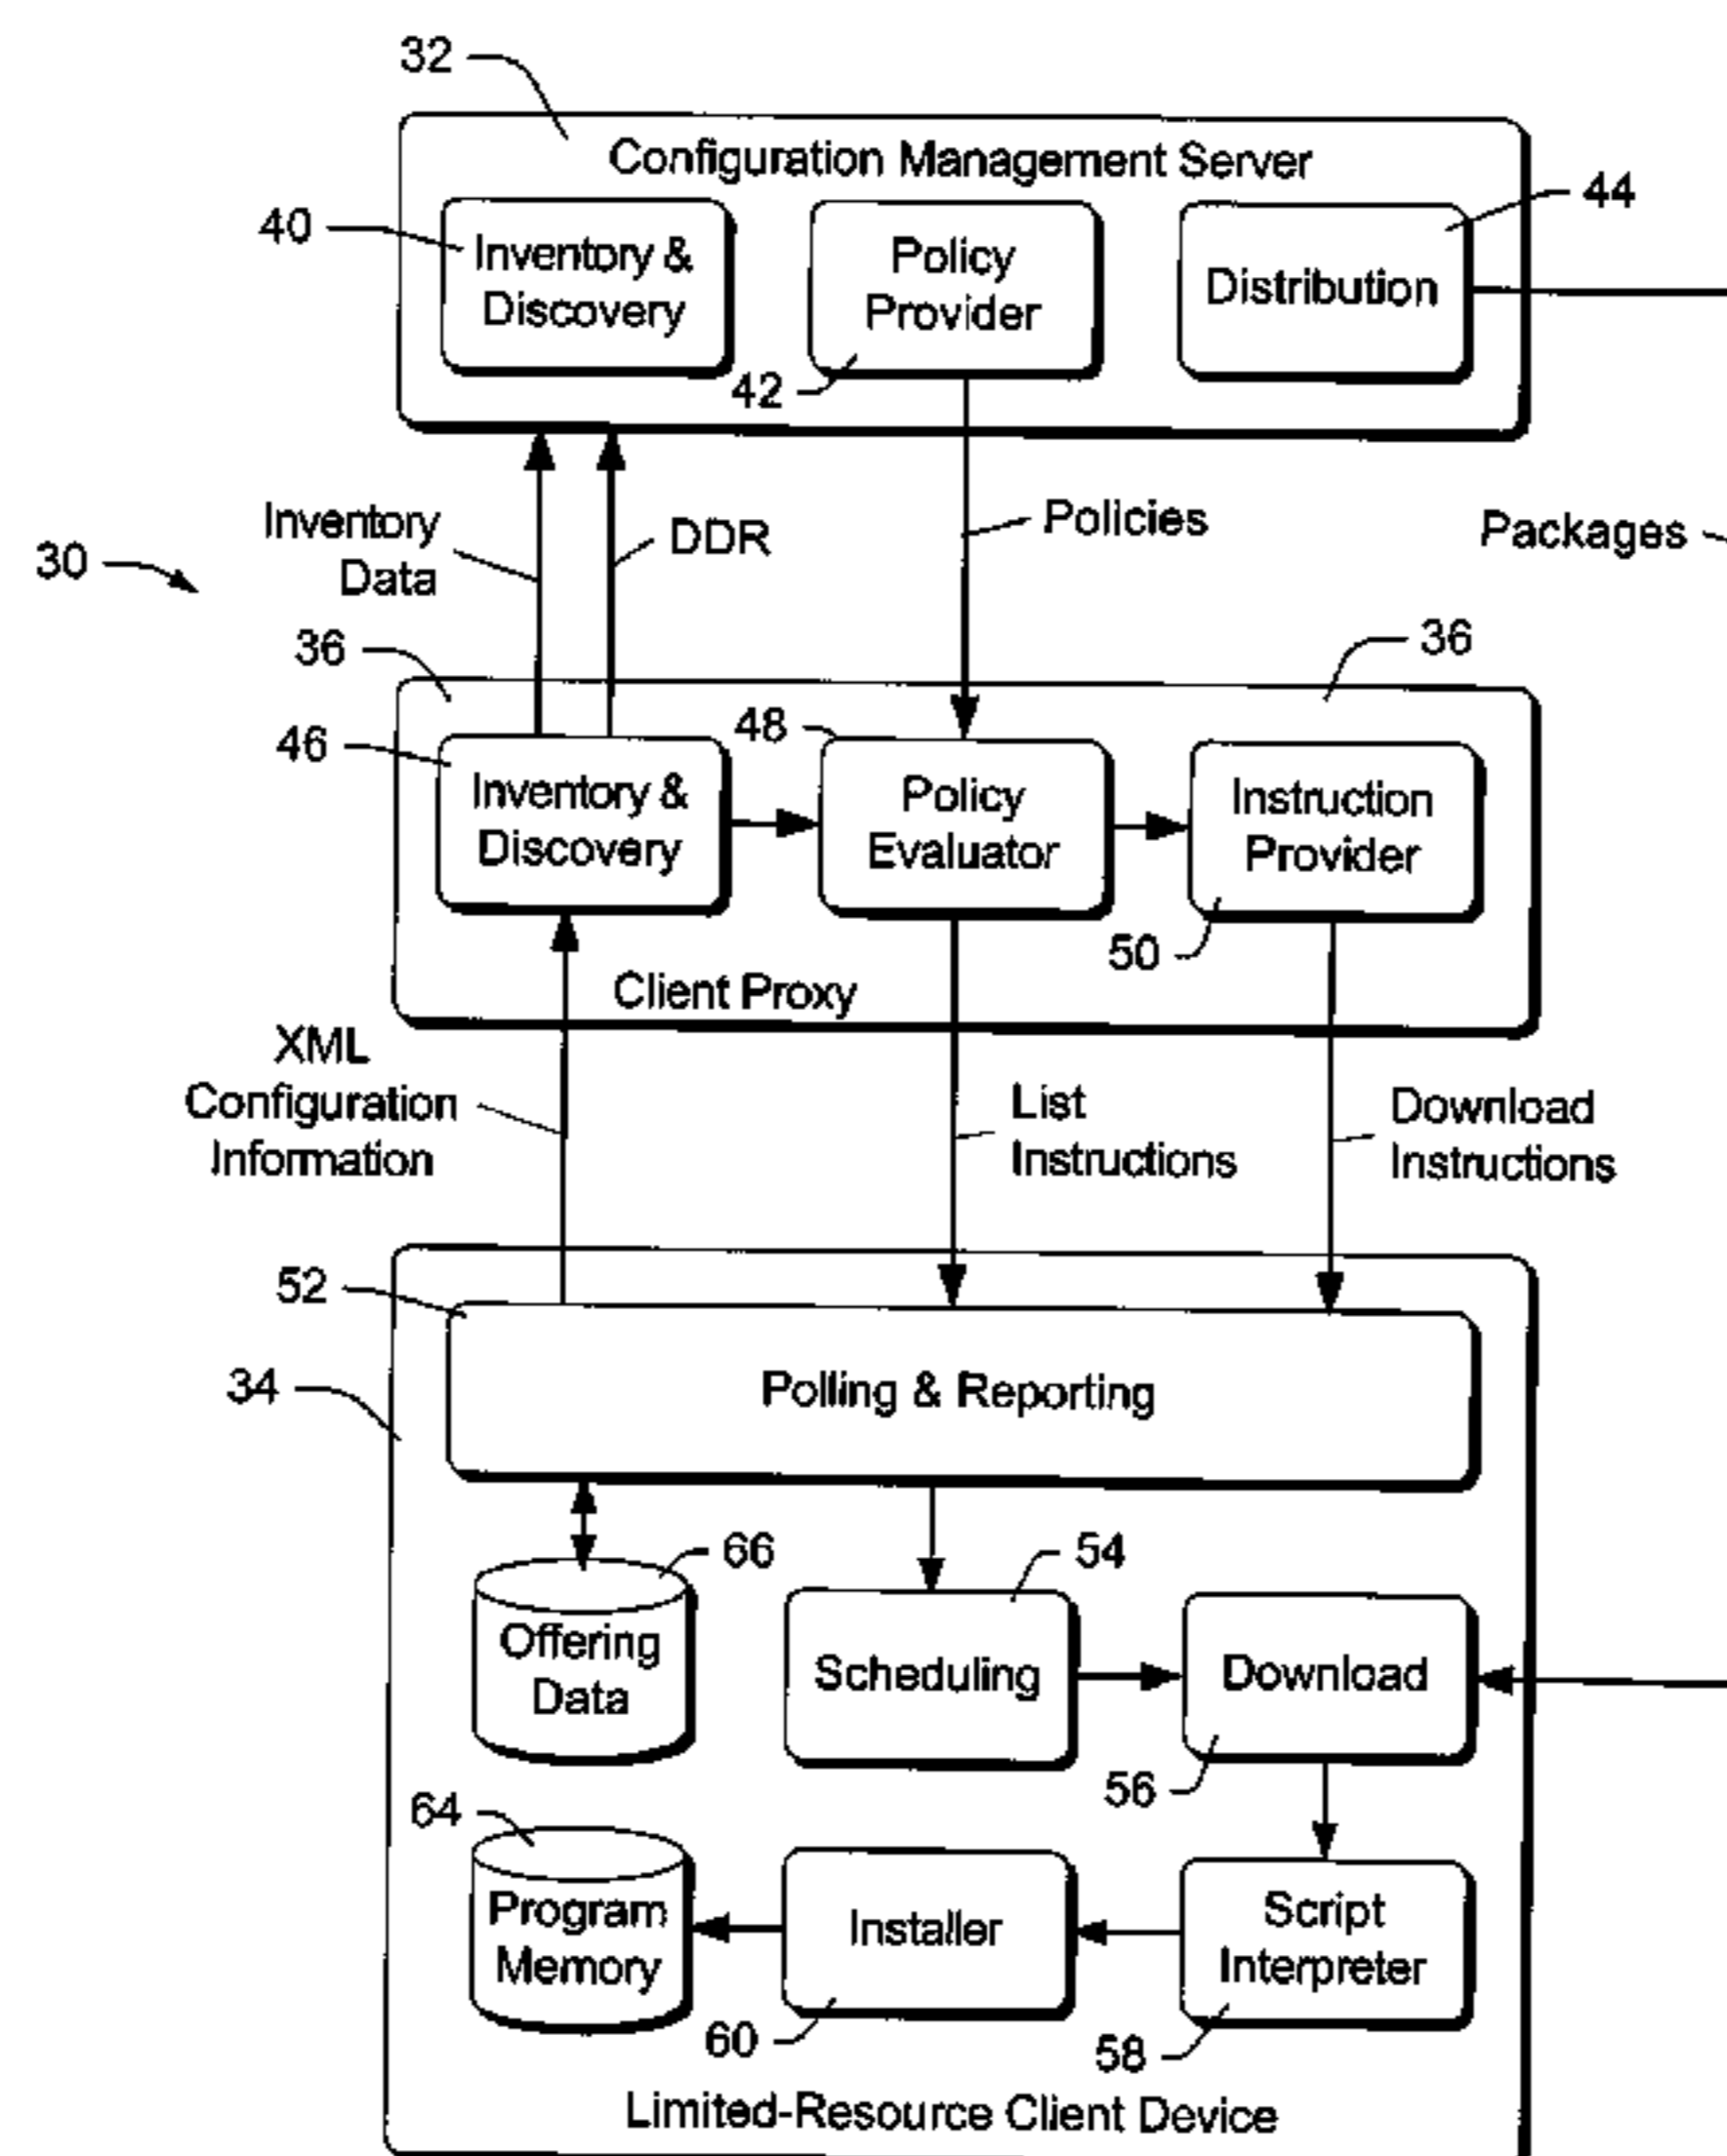 32
Configuration Management Server
40
44
Inventory &
Discovery
Policy
Provider
Distribution
42
Inventory
Data
DDR
Policies
Packages
30
36
36
46
48
Inventory &
Discovery
Policy
Evaluator
Instruction
Provider
50
Client Proxy
XML
Configuration
Information
List
Instructions
Download
Instructions
52
34
Polling & Reporting
66
54
Offering
Data
Scheduling
Download
56
64
Program
Memory
Installer
Script
Interpreter
60
58
Limited-Resource Client Device